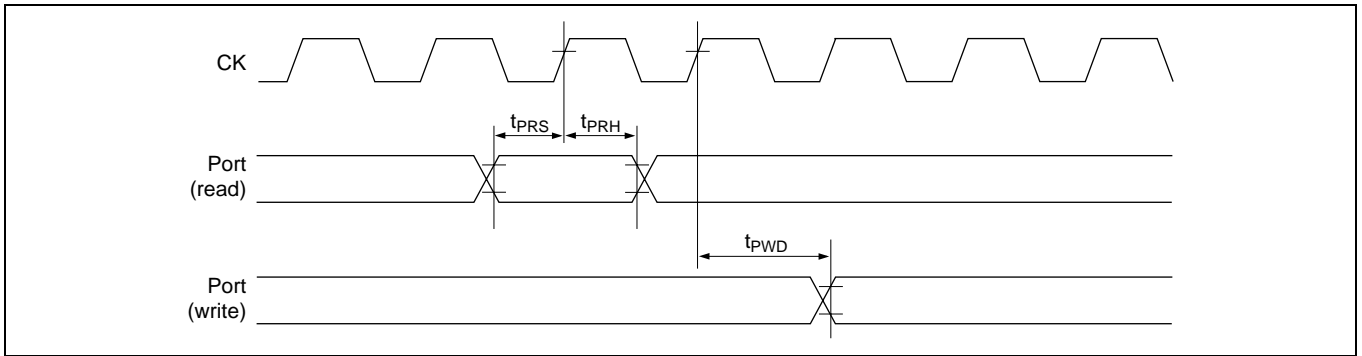 CK
tPRS tPRH
Port
(read)
tPWD
Port
(write)